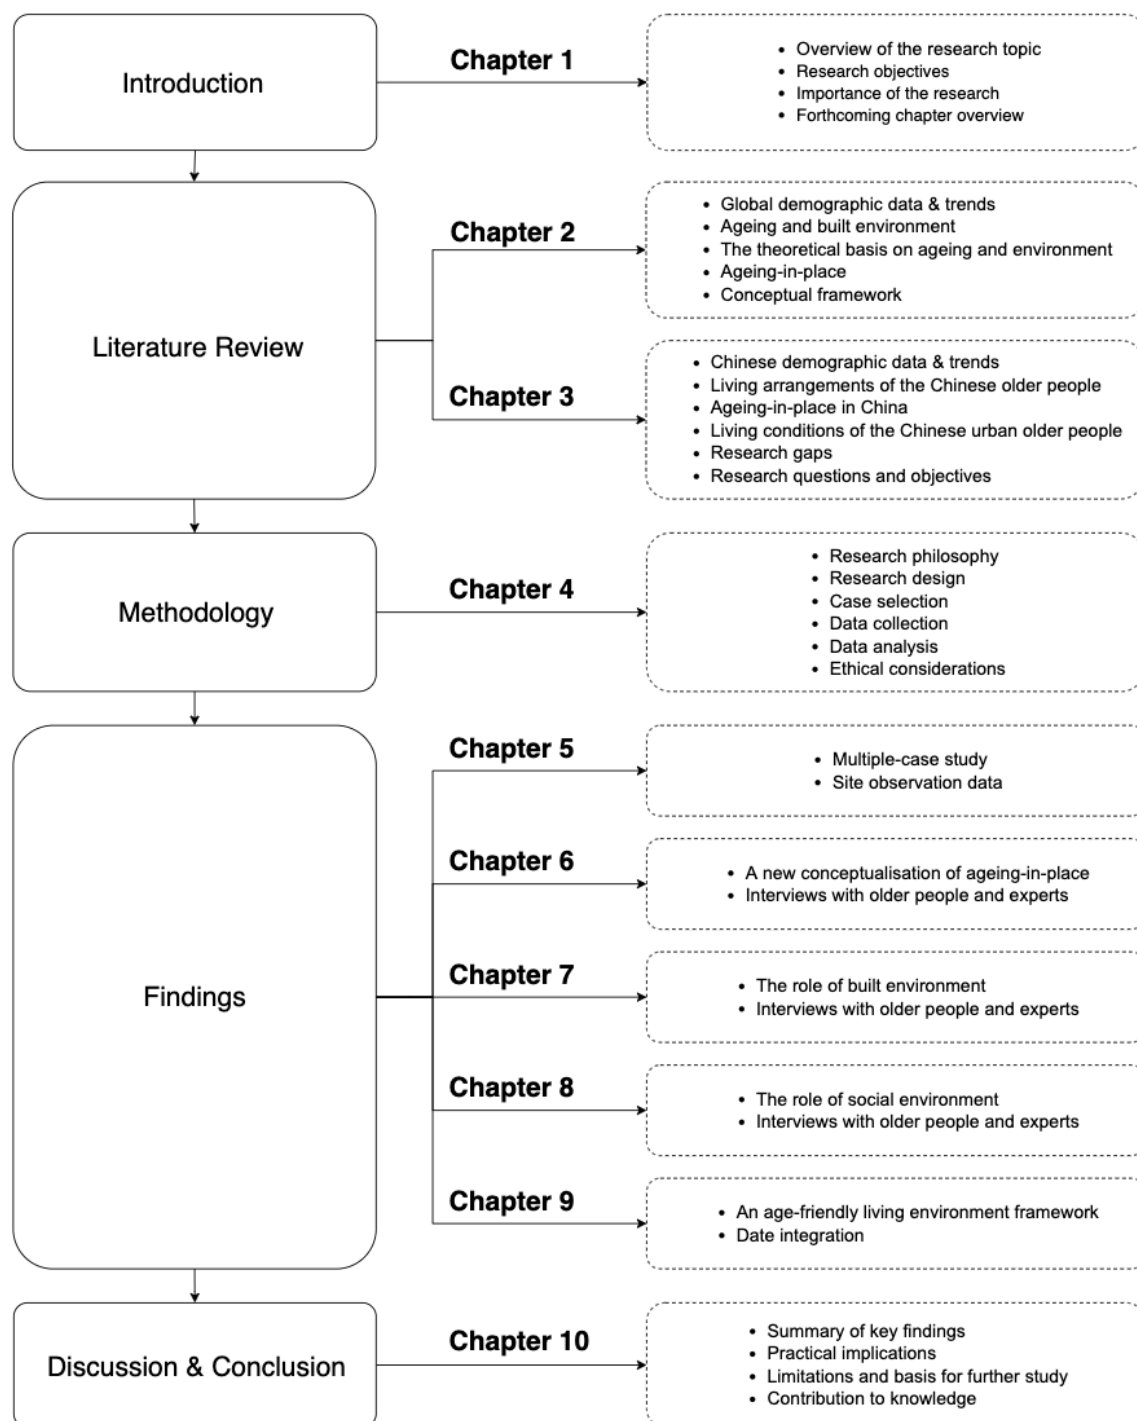 Introduction
Chapter 1
• Overview of the research topic
• Research objectives
• Importance of the research
• Forthcoming chapter overview
Literature Review
Chapter 2
• Global demographic data & trends
• Ageing and built environment
• The theoretical basis on ageing and environment
• Ageing-in-place
• Conceptual framework
Chapter 3
• Chinese demographic data & trends
• Living arrangements of the Chinese older people
• Ageing-in-place in China
• Living conditions of the Chinese urban older people
• Research gaps
• Research questions and objectives
Methodology
Chapter 4
• Research philosophy
• Research design
• Case selection
• Data collection
• Data analysis
• Ethical considerations
Findings
Chapter 5
• Multiple-case study
• Site observation data
Chapter 6
• A new conceptualisation of ageing-in-place
• Interviews with older people and experts
Chapter 7
• The role of built environment
• Interviews with older people and experts
Chapter 8
• The role of social environment
• Interviews with older people and experts
Chapter 9
• An age-friendly living environment framework
• Date integration
Discussion & Conclusion
Chapter 10
• Summary of key findings
• Practical implications
• Limitations and basis for further study
• Contribution to knowledge